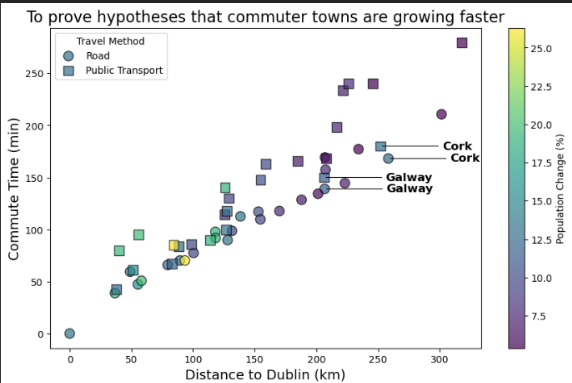 To prove hypotheses that commuter towns are growing faster
Travel Method
Road
Public Transport
Commute Time (min)
250
200
150
100
50
0
Cork
Cork
Galway
Galway
0
50
100
150
200
250
300
Distance to Dublin (km)
25.0
22.5
20.0
17.5
15.0
12.5
10.0
7.5
Population Change (%)